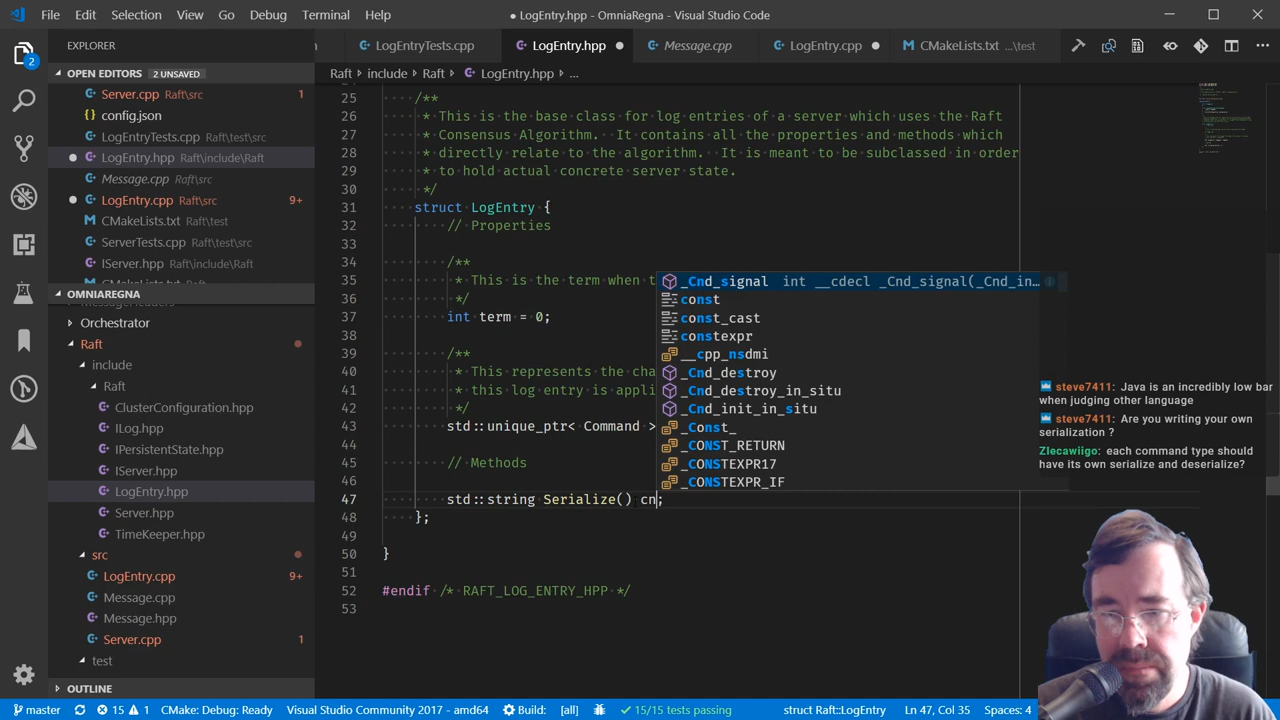 File Edit Selection View Go Debug Terminal Help
● LogEntry.hpp - OmniaRegna - Visual Studio Code
EXPLORER
LogEntryTests.cpp LogEntry.hpp ● Message.cpp LogEntry.cpp ● CMakeLists.txt ...\test
OPEN EDITORS 2 UNSAVED
Raft › include › Raft › LogEntry.hpp › ...
Server.cpp Raft\src 1
config.json
LogEntryTests.cpp Raft\test
LogEntry.hpp Raft\include\Raft
Message.cpp Raft\src
LogEntry.cpp Raft\src 9+
CMakeLists.txt Raft\test
ServerTests.cpp Raft\test
IServer.hpp Raft\include\Raft
OMNIAREGNA
Orchestrator
Raft
include
Raft
ClusterConfiguration.hpp
ILog.hpp
IPersistentState.hpp
IServer.hpp
LogEntry.hpp
Server.hpp
TimeKeeper.hpp
src
LogEntry.cpp 9+
Message.cpp
Message.hpp
Server.cpp 1
test
OUTLINE
25 /**
26 * This is the base class for log entries of a server which uses the Raft
27 * Consensus Algorithm. It contains all the properties and methods which
28 * directly relate to the algorithm. It is meant to be subclassed in order
29 * to hold actual concrete server state.
30 */
31 struct LogEntry {
32 // Properties
33
34 /**
35 * This is the term when t
36 */
37 int term = 0;
38
39 /**
40 * This represents the cha
41 * this log entry is appli
42 */
43 std::unique_ptr< Command >
44
45 // Methods
46
47 std::string Serialize() cn;
48 };
49
50 }
51
52 #endif /* RAFT_LOG_ENTRY_HPP */
53
_Cnd_signal int __cdecl _Cnd_signal(_Cnd_in...
const
const_cast
constexpr
__cpp_nsdmi
_Cnd_destroy
_Cnd_destroy_in_situ
_Cnd_init_in_situ
_Const_
_CONST_RETURN
_CONSTEXPR17
_CONSTEXPR_IF
steve7411: Java is an incredibly low bar
when judging other language
steve7411: Are you writing your own
serialization ?
Zlecawiigo: each command type should
have its own serialize and deserialize?
master 15 1 CMake: Debug: Ready Visual Studio Community 2017 - amd64 Build: [all] 15/15 tests passing struct Raft::LogEntry Ln 47, Col 35 Spaces: 4